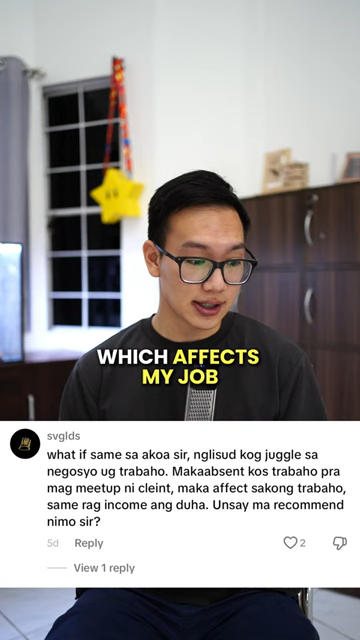 WHICH AFFECTS
MY JOB
svglds
what if same sa akoa sir, nglisud kog juggle sa
negosyo ug trabaho. Makaabsent kos trabaho pra
mag meetup ni cleint, maka affect sakong trabaho,
same rag income ang duha. Unsay ma recommend
nimo sir?
5d Reply 2
View 1 reply